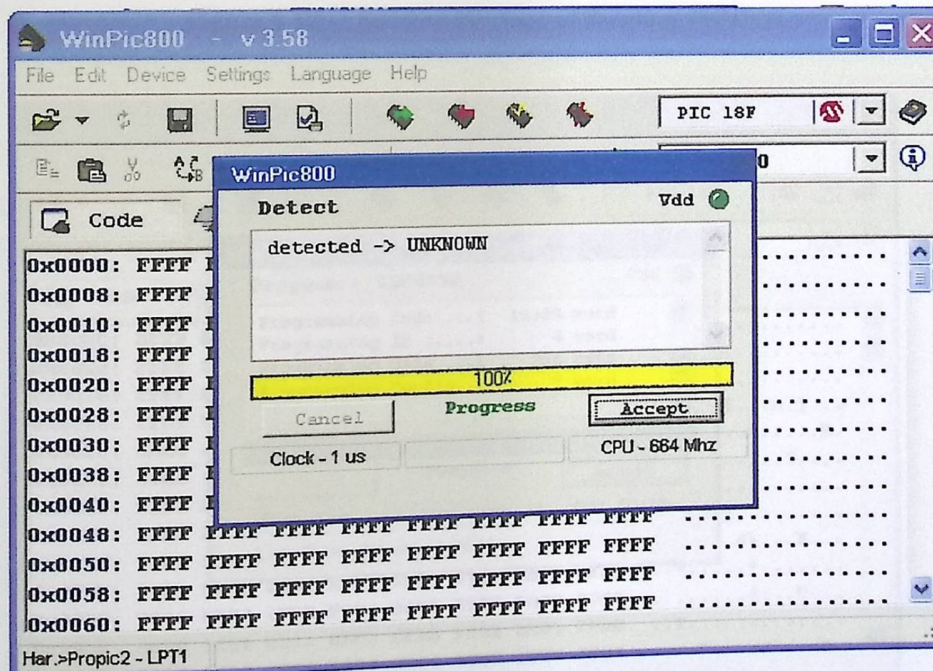 WinPic800 - v 3.58
File Edit Device Settings Language Help
PIC 18F
0
Code
WinPic800
Detect
Vdd
detected -> UNKNOWN
100%
Cancel
Progress
Accept
Clock - 1 us
CPU - 664 Mhz
0x0000: FFFF
0x0008: FFFF
0x0010: FFFF
0x0018: FFFF
0x0020: FFFF
0x0028: FFFF
0x0030: FFFF
0x0038: FFFF
0x0040: FFFF
0x0048: FFFF FFFF FFFF FFFF FFFF FFFF FFFF FFFF ................
0x0050: FFFF FFFF FFFF FFFF FFFF FFFF FFFF FFFF ................
0x0058: FFFF FFFF FFFF FFFF FFFF FFFF FFFF FFFF ................
0x0060: FFFF FFFF FFFF FFFF FFFF FFFF FFFF FFFF ................
Har.>Propic2 - LPT1